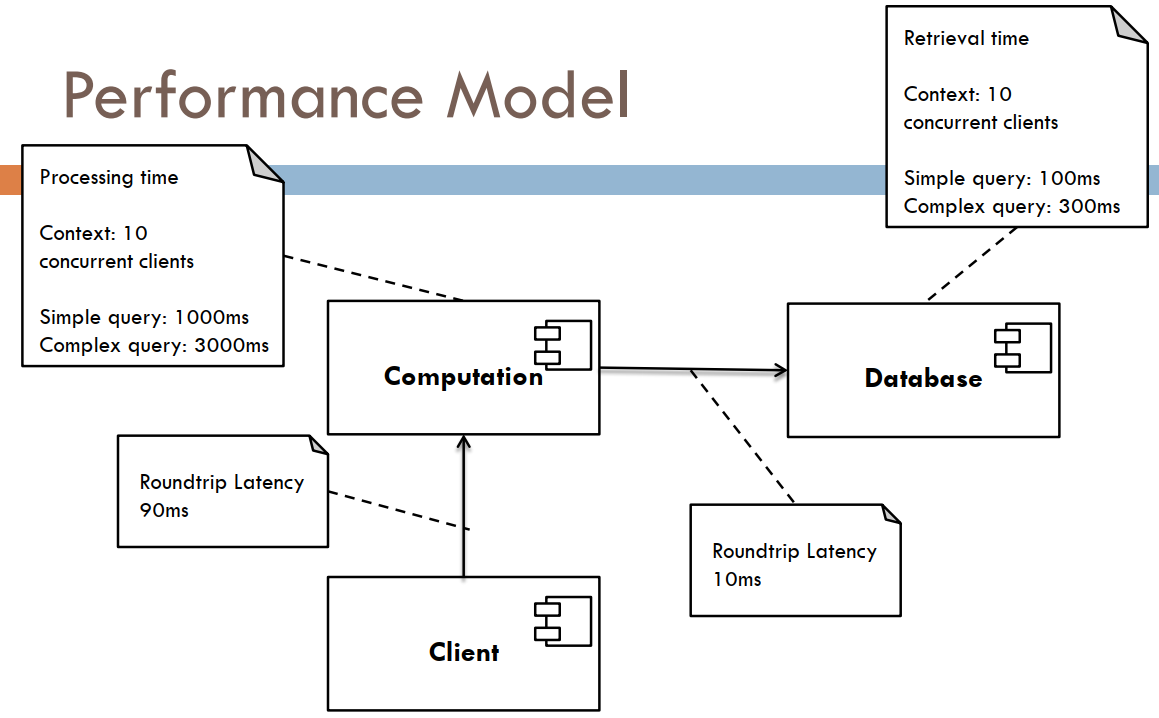 Performance Model
Retrieval time
Context: 10
concurrent clients
Simple query: 100ms
Complex query: 300ms
Processing time
Context: 10
concurrent clients
Simple query: 1000ms
Complex query: 3000ms
Computation
Database
Roundtrip Latency
90ms
Roundtrip Latency
10ms
Client